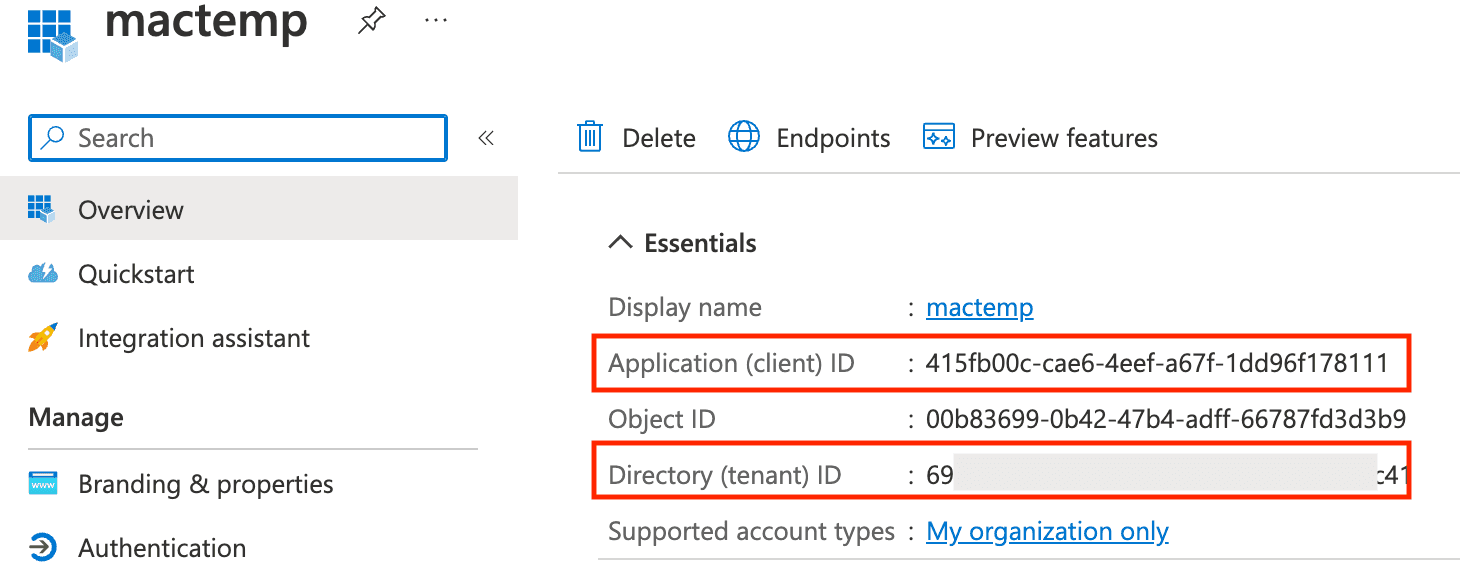 mactemp
Search
Delete
Endpoints
Preview features
Overview
Quickstart
Integration assistant
Manage
Branding & properties
Authentication
Essentials
Display name : mactemp
Application (client) ID : 415fb00c-cae6-4eef-a67f-1dd96f178111
Object ID : 00b83699-0b42-47b4-adff-66787fd3d3b9
Directory (tenant) ID : 69 c41
Supported account types : My organization only